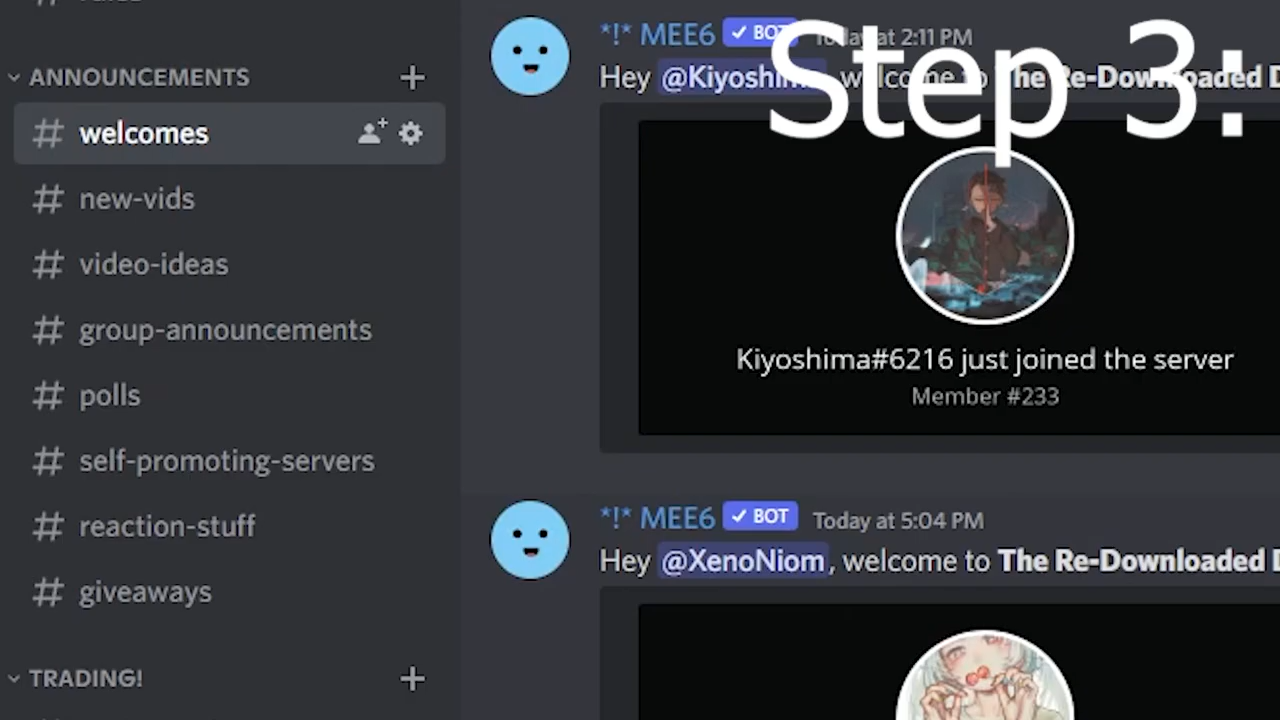 ANNOUNCEMENTS
# welcomes
# new-vids
# video-ideas
# group-announcements
# polls
# self-promoting-servers
# reaction-stuff
# giveaways
TRADING!
Step 3:
*!* MEE6 ✓ BOT Today at 2:11 PM
Hey @Kiyoshima, welcome to The Re-Downloaded
Kiyoshima#6216 just joined the server
Member #233
*!* MEE6 ✓ BOT Today at 5:04 PM
Hey @XenoNiom, welcome to The Re-Downloaded